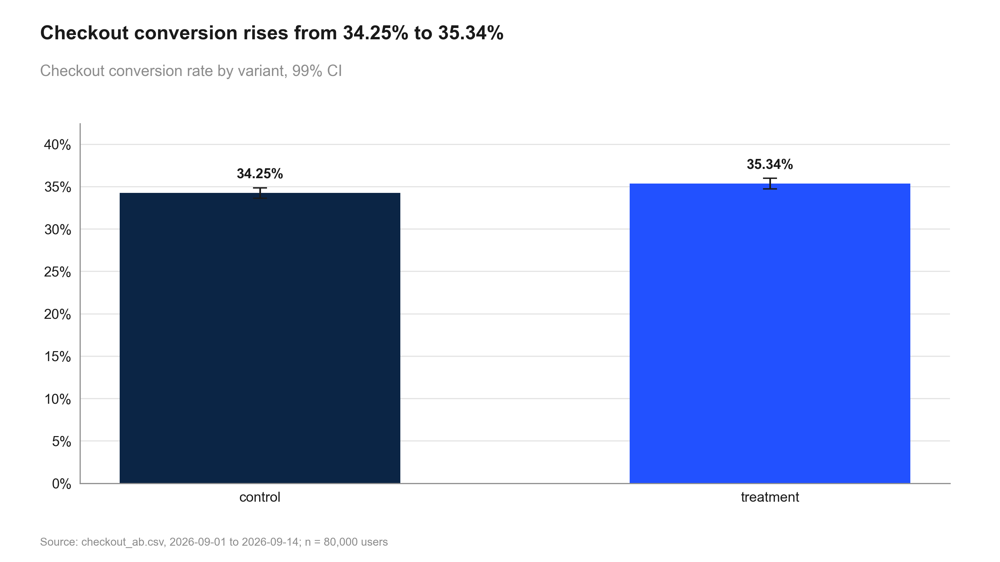 Checkout conversion rises from 34.25% to 35.34%
Checkout conversion rate by variant, 99% CI
40%
35%
30%
25%
20%
15%
10%
5%
0%
34.25%
35.34%
control
treatment
Source: checkout_ab.csv, 2026-09-01 to 2026-09-14; n = 80,000 users